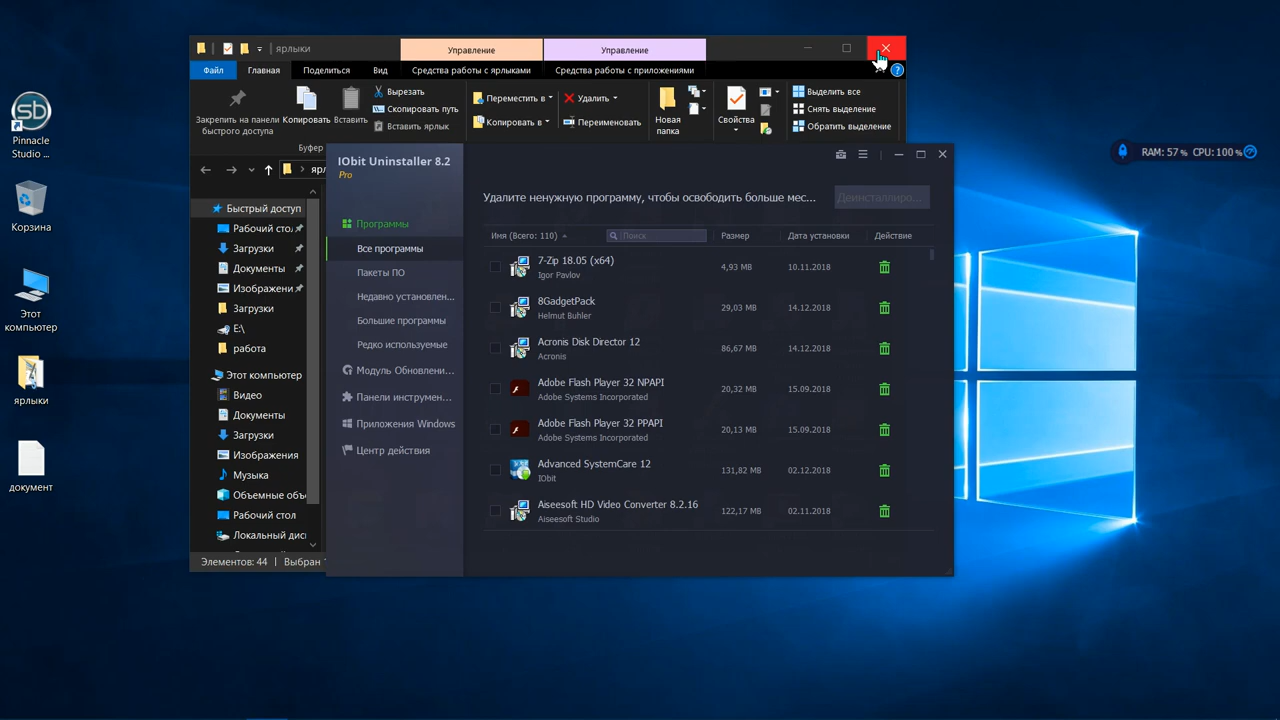 ярлыки
Управление
Управление
Файл
Главная
Поделиться
Вид
Средства работы с ярлыками
Средства работы с приложениями
Закрепить на панели
быстрого доступа
Копировать
Вставить
Вырезать
Скопировать путь
Вставить ярлык
Переместить в
Копировать в
Удалить
Переименовать
Новая
папка
Свойства
Выделить все
Снять выделение
Обратить выделение
Буфер
Быстрый доступ
Рабочий сто
Загрузки
Документы
Изображени
Загрузки
E:\
работа
Этот компьютер
Видео
Документы
Загрузки
Изображения
Музыка
Объемные объ
Рабочий стол
Локальный дис
Элементов: 44
Выбран
IObit Uninstaller 8.2
Pro
Программы
Все программы
Пакеты ПО
Недавно установлен...
Большие программы
Редко используемые
Модуль Обновлени...
Панели инструмен...
Приложения Windows
Центр действия
Удалите ненужную программу, чтобы освободить больше мес...
Деинсталлиро...
Имя (Всего: 110)
Поиск
Размер
Дата установки
Действие
7-Zip 18.05 (x64)
Igor Pavlov
4,93 MB
10.11.2018
8GadgetPack
Helmut Buhler
29,03 MB
14.12.2018
Acronis Disk Director 12
Acronis
86,67 MB
14.12.2018
Adobe Flash Player 32 NPAPI
Adobe Systems Incorporated
20,32 MB
15.09.2018
Adobe Flash Player 32 PPAPI
Adobe Systems Incorporated
20,13 MB
15.09.2018
Advanced SystemCare 12
IObit
131,82 MB
02.12.2018
Aiseesoft HD Video Converter 8.2.16
Aiseesoft Studio
122,17 MB
02.11.2018
Pinnacle
Studio ...
Корзина
Этот
компьютер
ярлыки
документ
RAM: 57 % CPU: 100 %